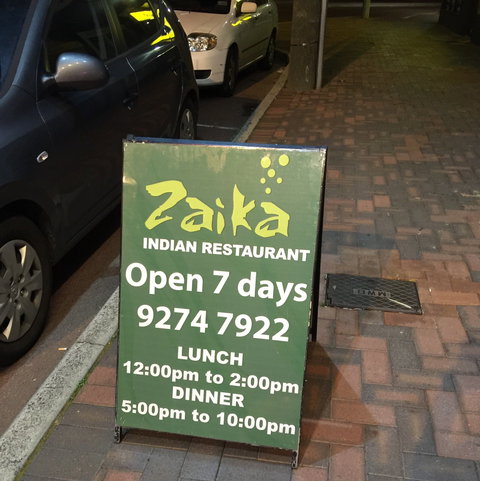 Zaika
INDIAN RESTAURANT
Open 7 days
9274 7922
LUNCH
12:00pm to 2:00pm
DINNER
5:00pm to 10:00pm